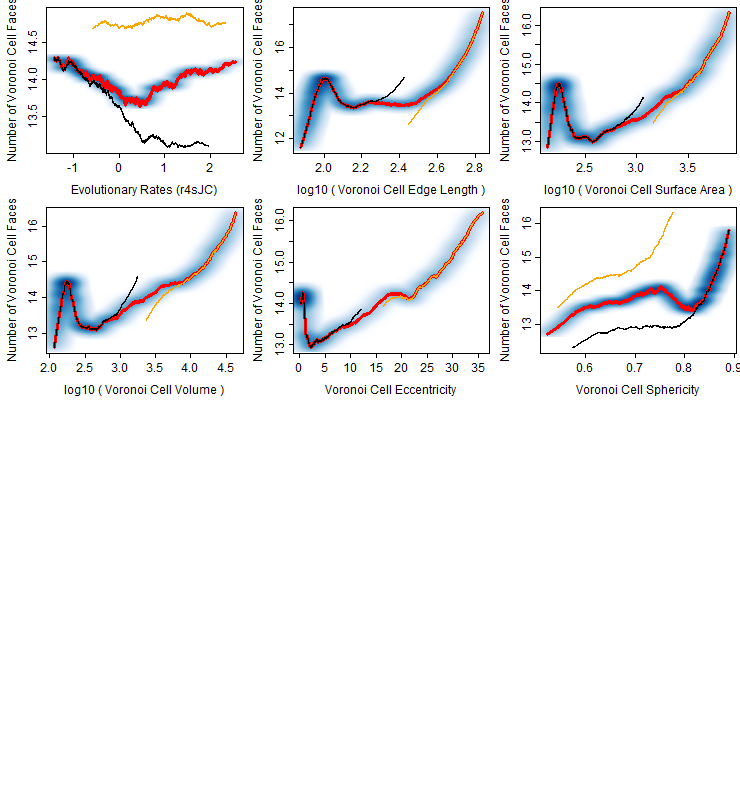 Number of Voronoi Cell Faces
13.5 14.0 14.5
-1 0 1 2
Evolutionary Rates (r4sJC)
Number of Voronoi Cell Faces
12 14 16
2.0 2.2 2.4 2.6 2.8
log10 ( Voronoi Cell Edge Length )
Number of Voronoi Cell Faces
13.0 14.0 15.0 16.0
2.5 3.0 3.5
log10 ( Voronoi Cell Surface Area )
Number of Voronoi Cell Faces
13 14 15 16
2.0 2.5 3.0 3.5 4.0 4.5
log10 ( Voronoi Cell Volume )
Number of Voronoi Cell Faces
13.0 14.0 15.0 16.0
0 5 10 15 20 25 30 35
Voronoi Cell Eccentricity
Number of Voronoi Cell Faces
13 14 15 16
0.6 0.7 0.8 0.9
Voronoi Cell Sphericity